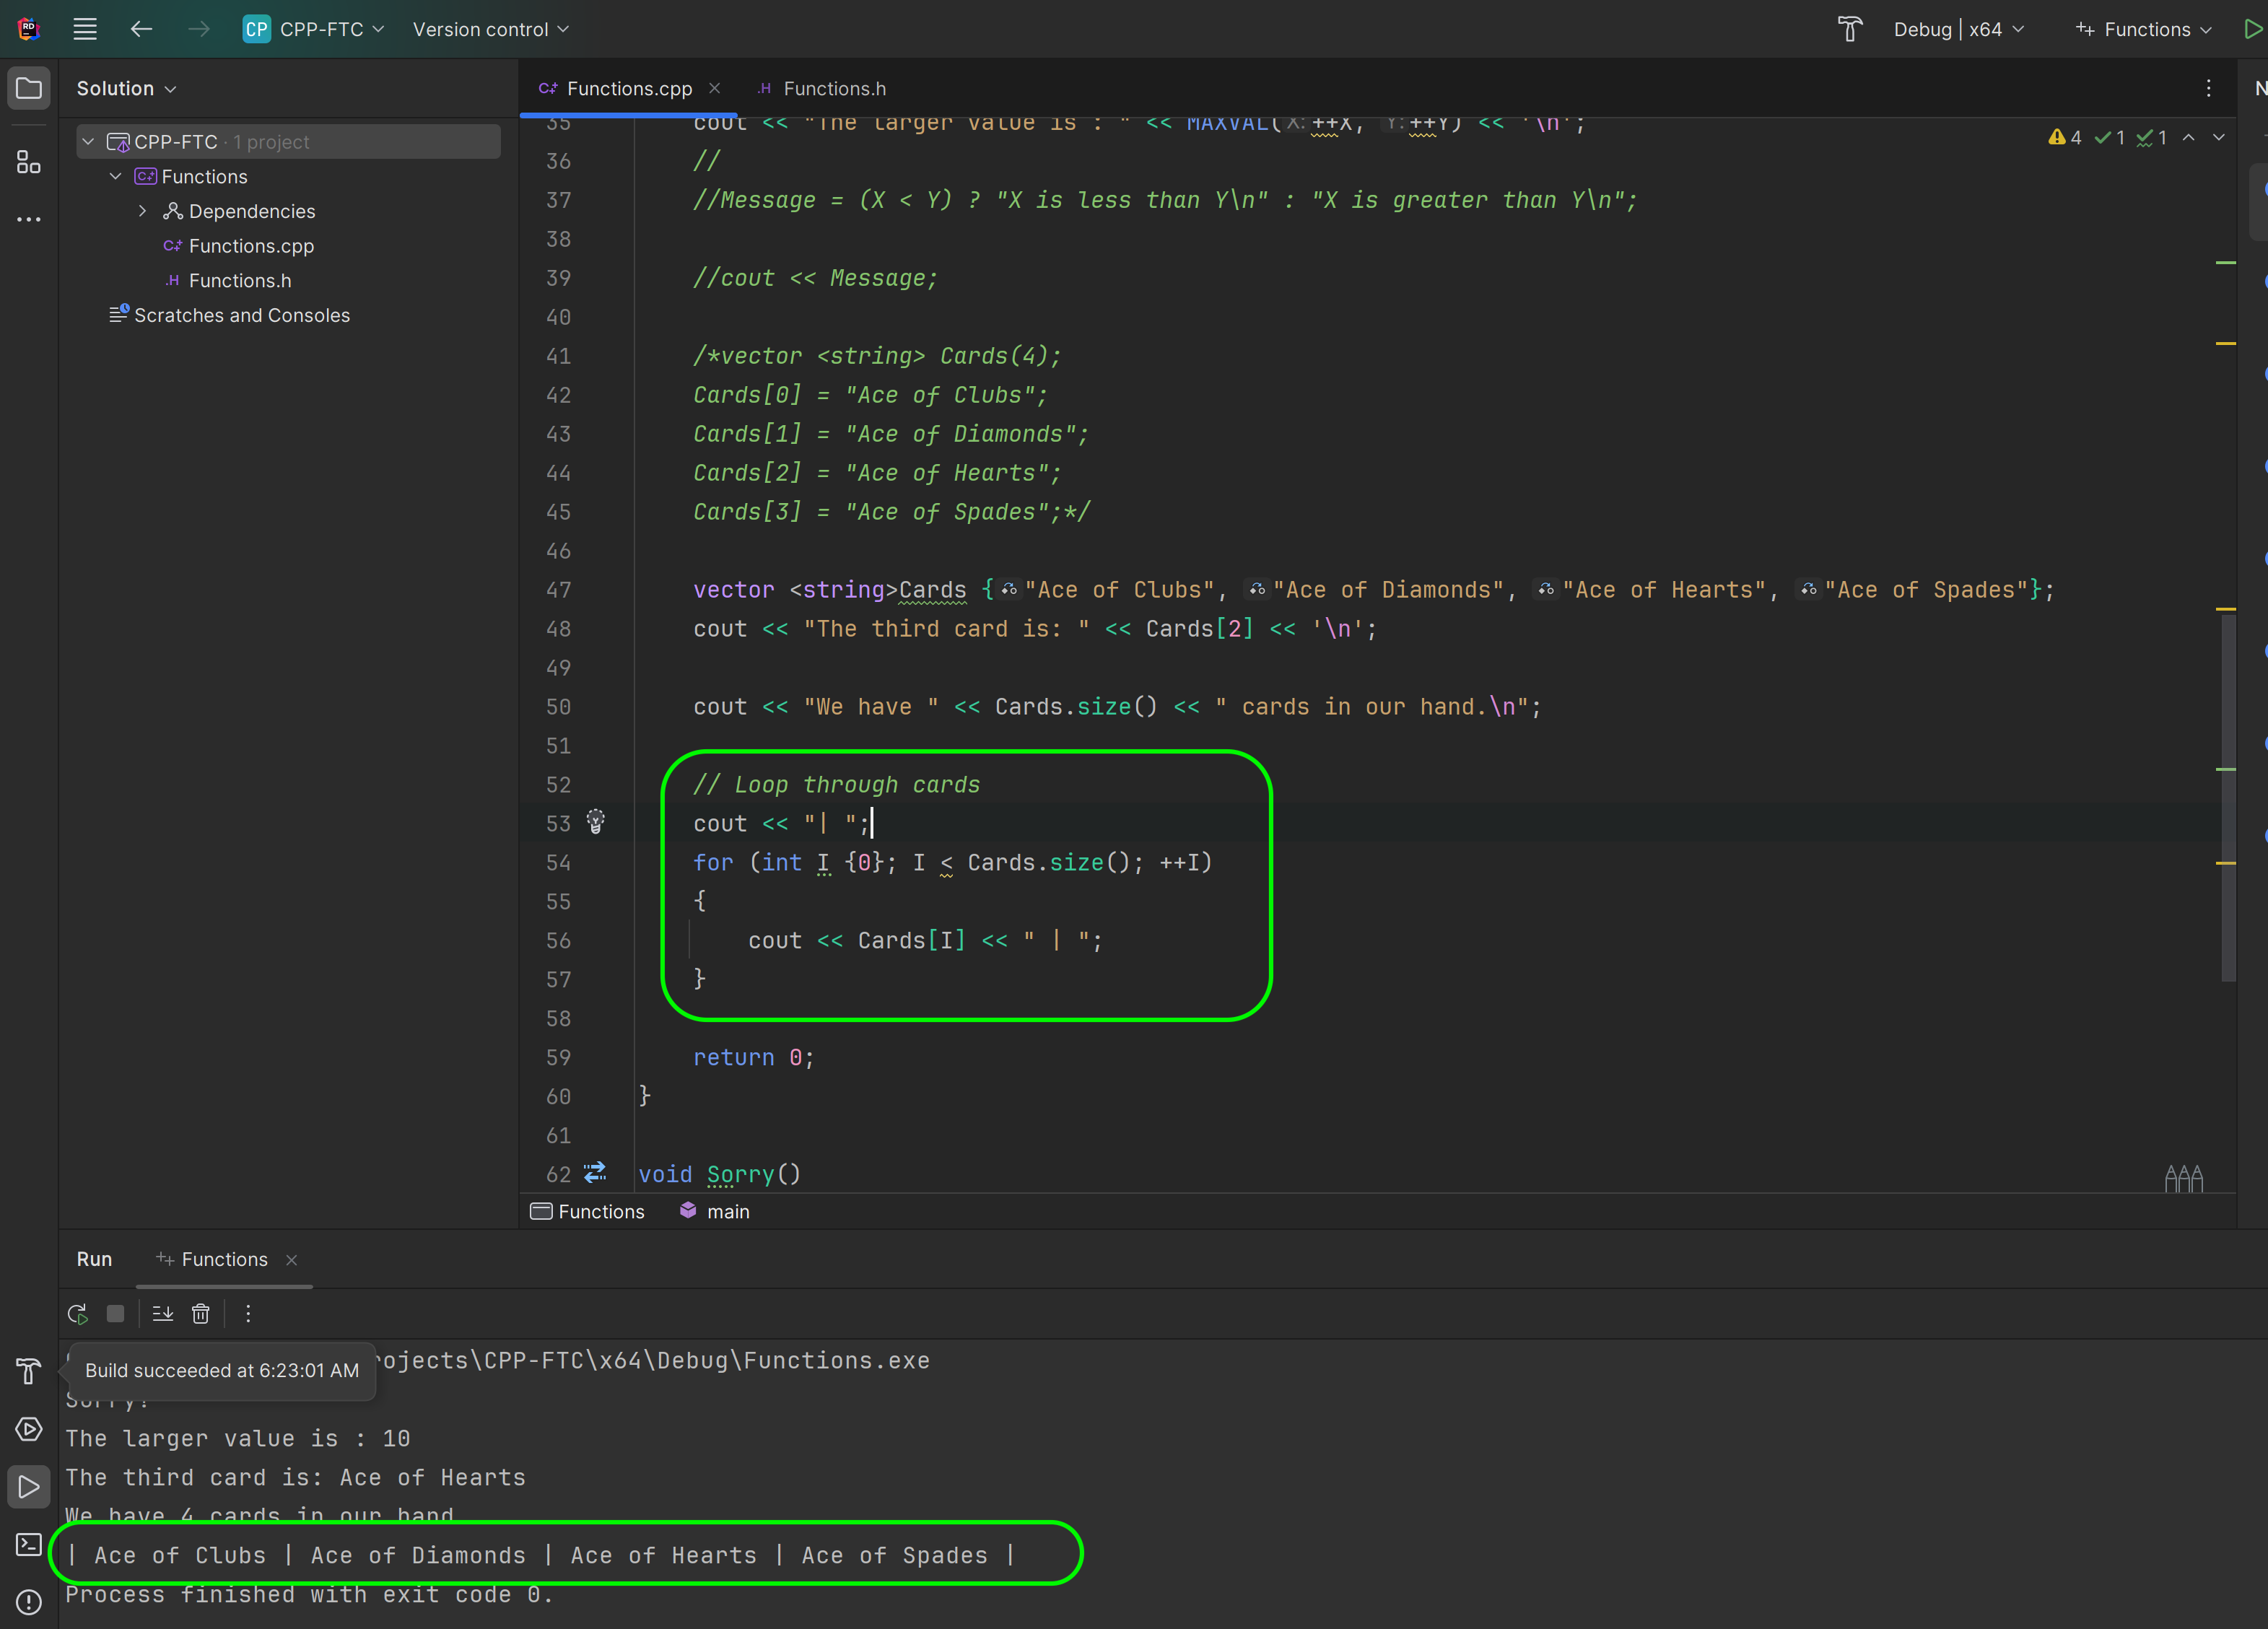 CP CPP-FTC Version control Debug | x64 Functions
Solution
CPP-FTC · 1 project
Functions
Dependencies
Functions.cpp
Functions.h
Scratches and Consoles
Functions.cpp Functions.h
4 1 1
35 cout << "The larger value is : " << MAXVAL( X: ++X, Y: ++Y) << '\n';
36 //
37 //Message = (X < Y) ? "X is less than Y\n" : "X is greater than Y\n";
38
39 //cout << Message;
40
41 /*vector <string> Cards(4);
42 Cards[0] = "Ace of Clubs";
43 Cards[1] = "Ace of Diamonds";
44 Cards[2] = "Ace of Hearts";
45 Cards[3] = "Ace of Spades";*/
46
47 vector <string>Cards {"Ace of Clubs", "Ace of Diamonds", "Ace of Hearts", "Ace of Spades"};
48 cout << "The third card is: " << Cards[2] << '\n';
49
50 cout << "We have " << Cards.size() << " cards in our hand.\n";
51
52 // Loop through cards
53 cout << "| ";
54 for (int I {0}; I < Cards.size(); ++I)
55 {
56 cout << Cards[I] << " | ";
57 }
58
59 return 0;
60 }
61
62 void Sorry()
Functions main
Run Functions
Build succeeded at 6:23:01 AM
ojects\CPP-FTC\x64\Debug\Functions.exe
The larger value is : 10
The third card is: Ace of Hearts
We have 4 cards in our hand
| Ace of Clubs | Ace of Diamonds | Ace of Hearts | Ace of Spades |
Process finished with exit code 0.